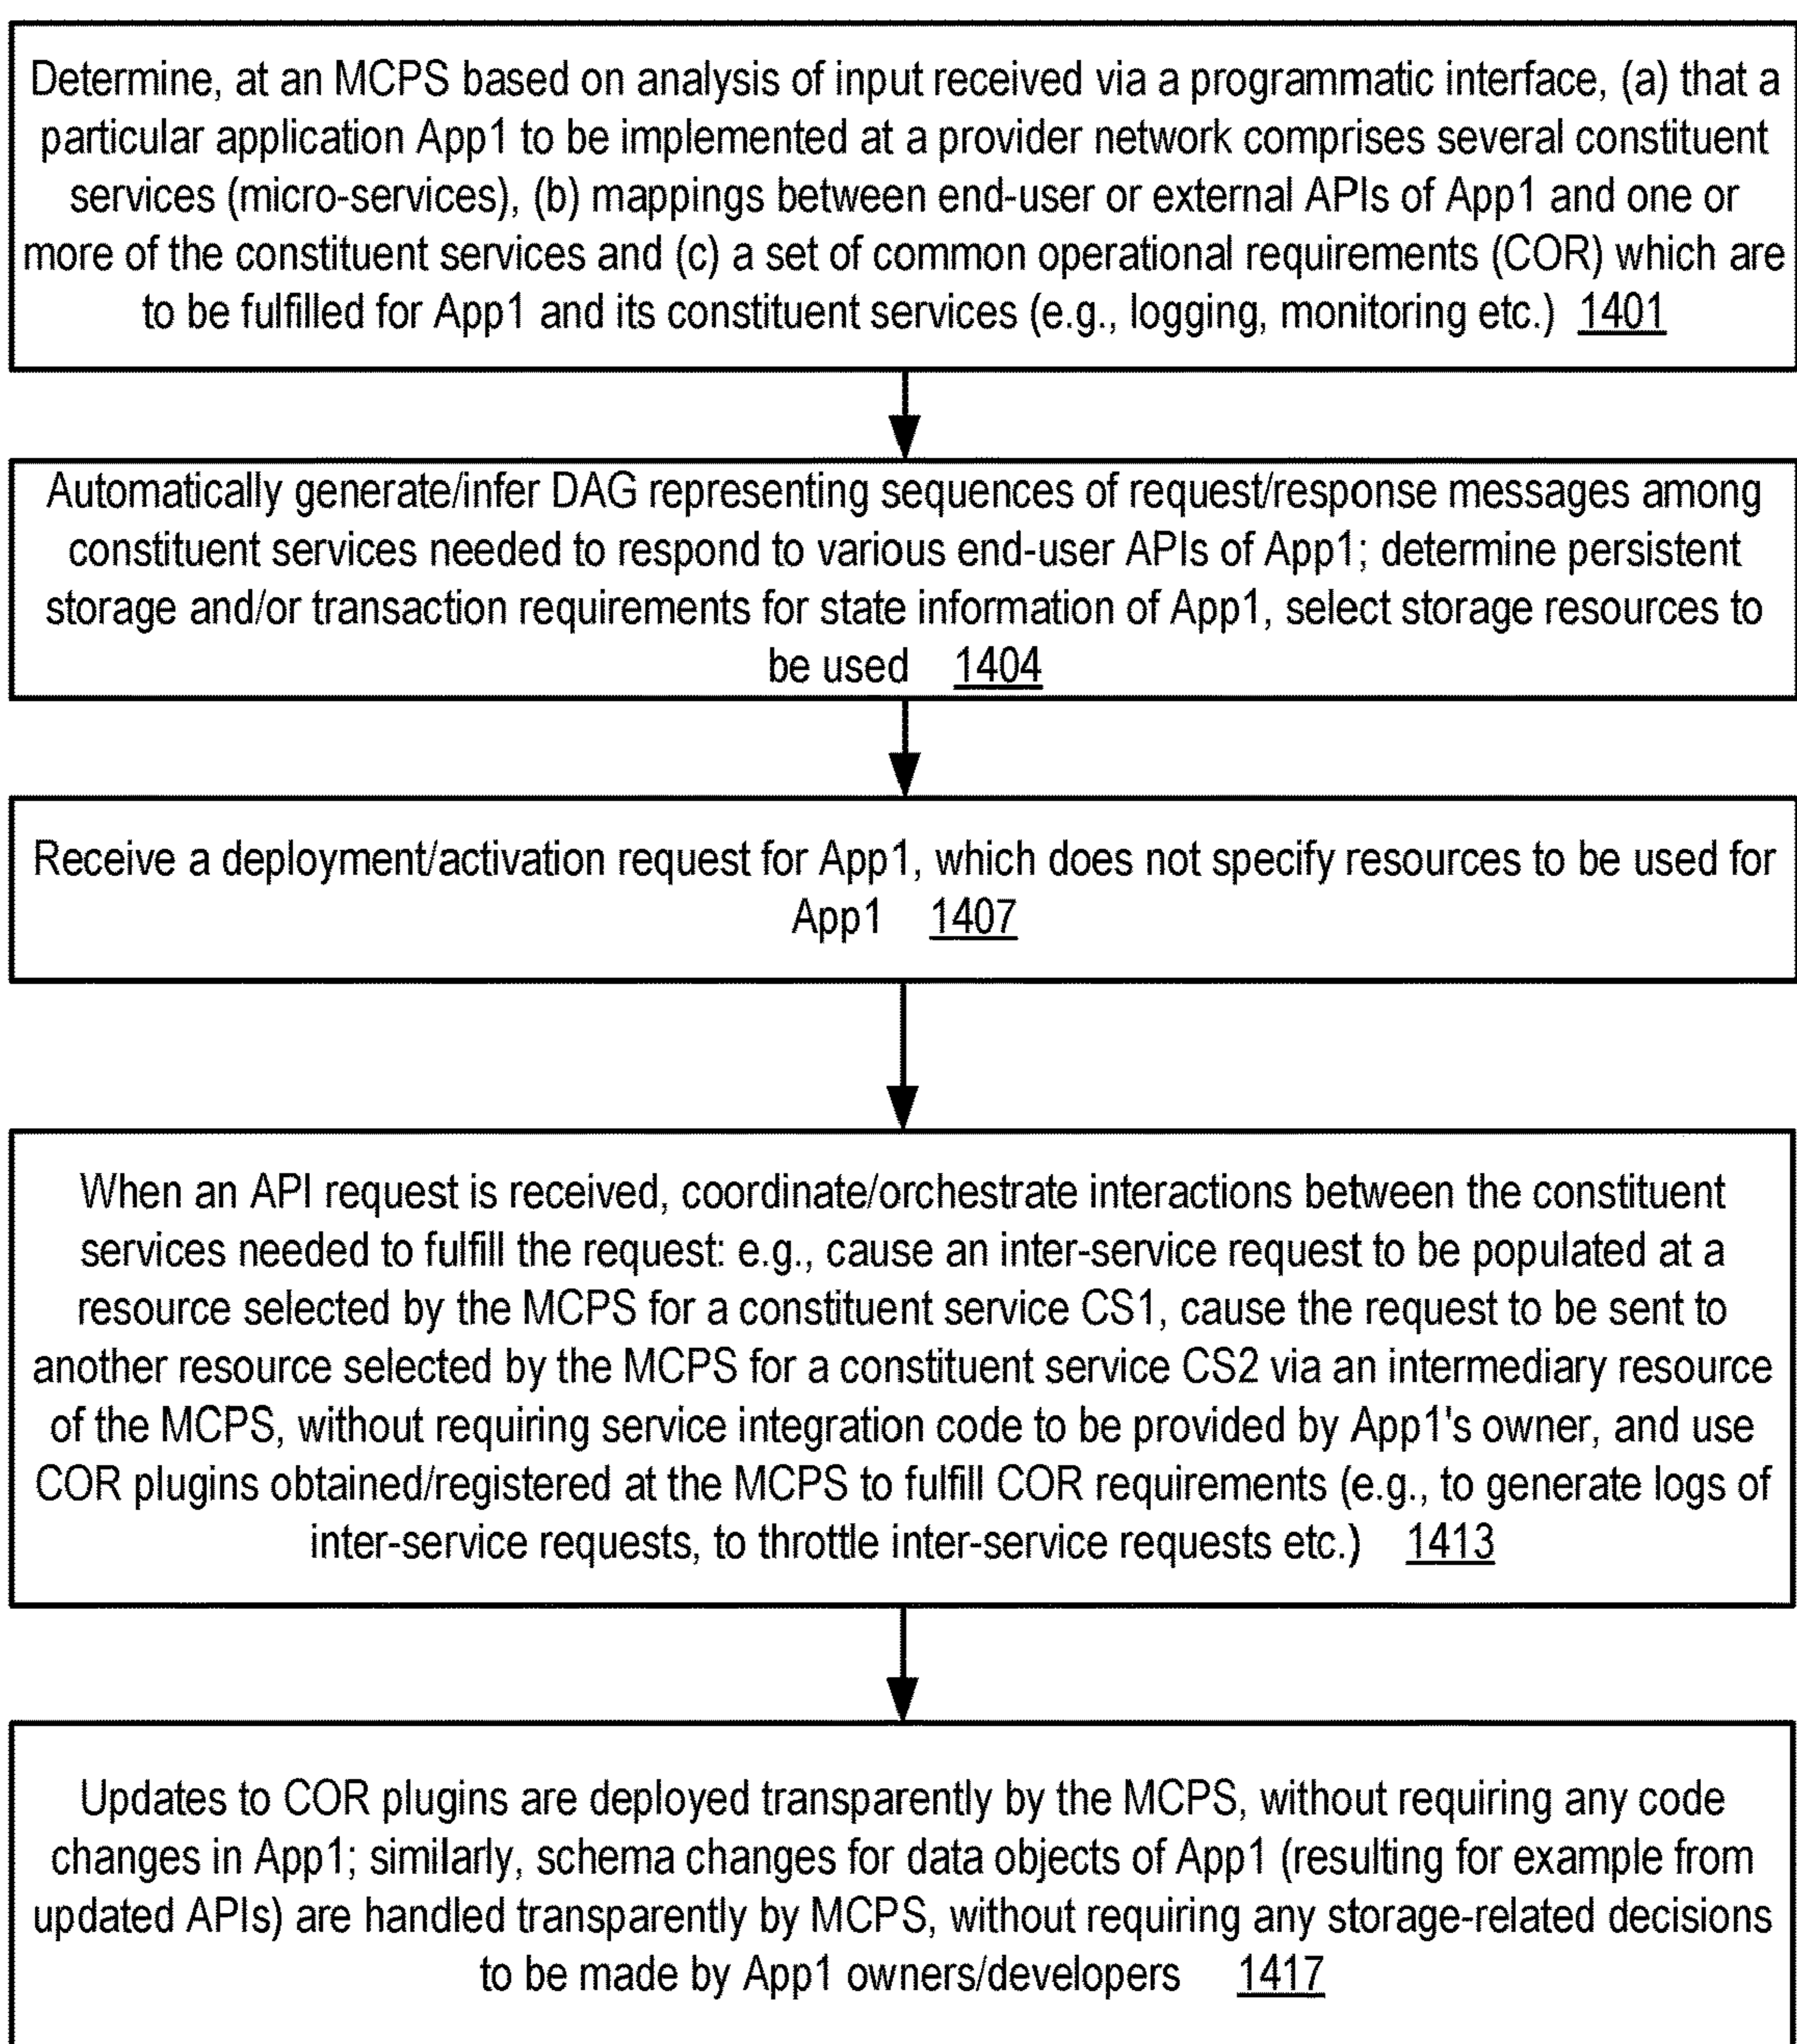 Determine, at an MCPS based on analysis of input received via a programmatic interface, (a) that a
particular application App1 to be implemented at a provider network comprises several constituent
services (micro-services), (b) mappings between end-user or external APIs of App1 and one or
more of the constituent services and (c) a set of common operational requirements (COR) which are
to be fulfilled for App1 and its constituent services (e.g., logging, monitoring etc.) 1401
Automatically generate/infer DAG representing sequences of request/response messages among
constituent services needed to respond to various end-user APIs of App1; determine persistent
storage and/or transaction requirements for state information of App1, select storage resources to
be used 1404
Receive a deployment/activation request for App1, which does not specify resources to be used for
App1 1407
When an API request is received, coordinate/orchestrate interactions between the constituent
services needed to fulfill the request: e.g., cause an inter-service request to be populated at a
resource selected by the MCPS for a constituent service CS1, cause the request to be sent to
another resource selected by the MCPS for a constituent service CS2 via an intermediary resource
of the MCPS, without requiring service integration code to be provided by App1's owner, and use
COR plugins obtained/registered at the MCPS to fulfill COR requirements (e.g., to generate logs of
inter-service requests, to throttle inter-service requests etc.) 1413
Updates to COR plugins are deployed transparently by the MCPS, without requiring any code
changes in App1; similarly, schema changes for data objects of App1 (resulting for example from
updated APIs) are handled transparently by MCPS, without requiring any storage-related decisions
to be made by App1 owners/developers 1417